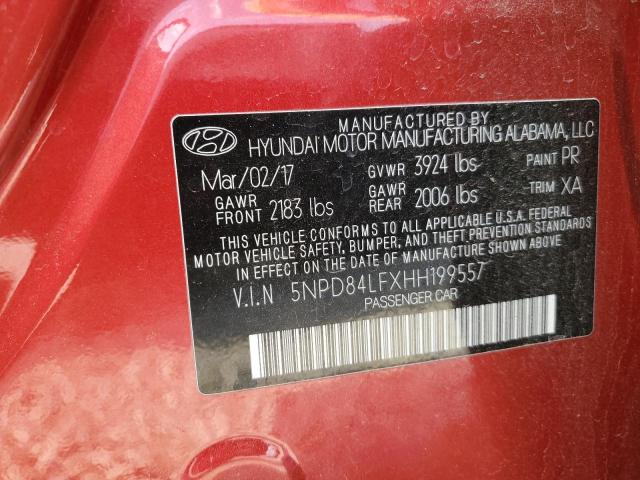 MANUFACTURED BY
HYUNDAI MOTOR MANUFACTURING ALABAMA, LLC
Mar/02/17 GVWR 3924 lbs PAINT PR
GAWR FRONT 2183 lbs GAWR REAR 2006 lbs TRIM XA
THIS VEHICLE CONFORMS TO ALL APPLICABLE U.S.A. FEDERAL
MOTOR VEHICLE SAFETY, BUMPER, AND THEFT PREVENTION STANDARDS
IN EFFECT ON THE DATE OF MANUFACTURE SHOWN ABOVE.
V.I.N 5NPD84LFXHH199557
PASSENGER CAR